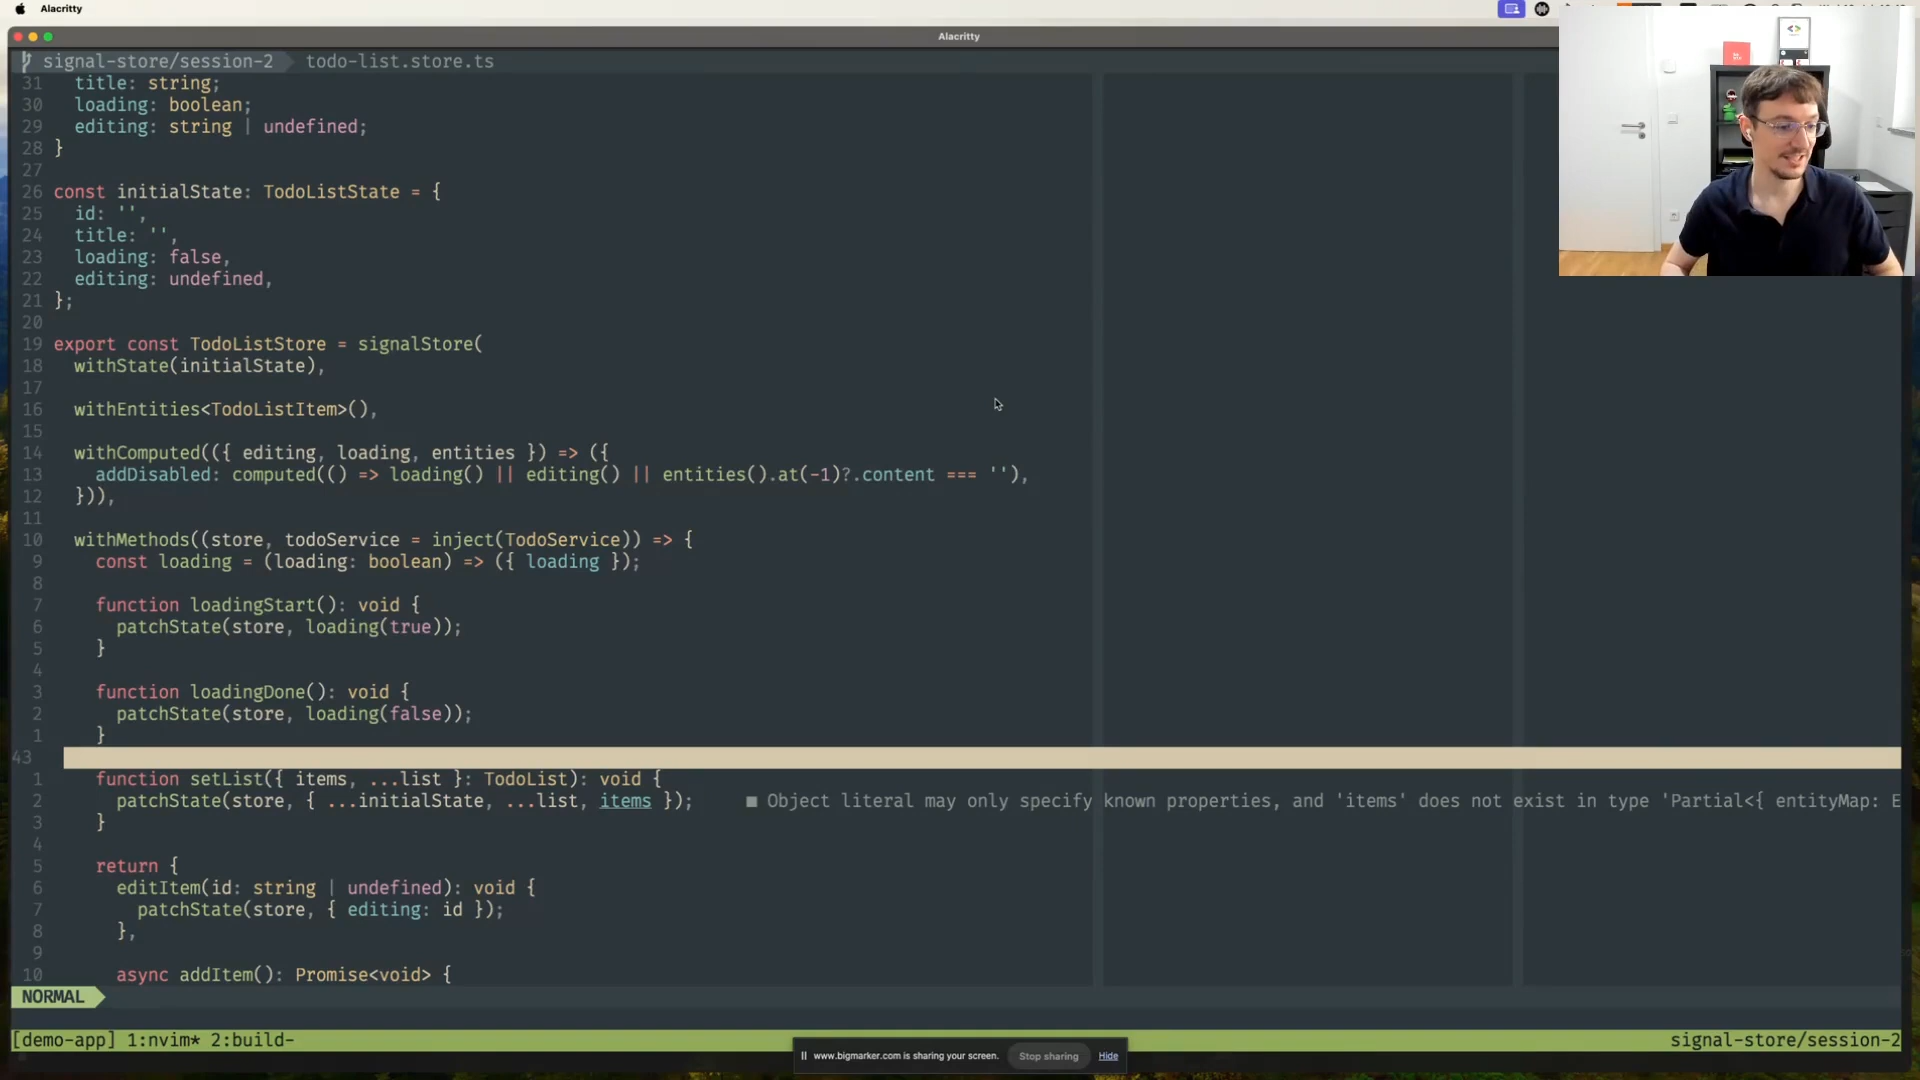 Alacritty
Alacritty
signal-store/session-2 todo-list.store.ts
31 title: string;
30 loading: boolean;
29 editing: string | undefined;
28 }
27
26 const initialState: TodoListState = {
25 id: '',
24 title: '',
23 loading: false,
22 editing: undefined,
21 };
20
19 export const TodoListStore = signalStore(
18 withState(initialState),
17
16 withEntities<TodoListItem>(),
15
14 withComputed(({ editing, loading, entities }) => ({
13 addDisabled: computed(() => loading() || editing() || entities().at(-1)?.content === ''),
12 })),
11
10 withMethods((store, todoService = inject(TodoService)) => {
9 const loading = (loading: boolean) => ({ loading });
8
7 function loadingStart(): void {
6 patchState(store, loading(true));
5 }
4
3 function loadingDone(): void {
2 patchState(store, loading(false));
1 }
43
1 function setList({ items, ...list }: TodoList): void {
2 patchState(store, { ...initialState, ...list, items }); ■ Object literal may only specify known properties, and 'items' does not exist in type 'Partial<{ entityMap: E
3 }
4
5 return {
6 editItem(id: string | undefined): void {
7 patchState(store, { editing: id });
8 },
9
10 async addItem(): Promise<void> {
NORMAL
[demo-app] 1:nvim* 2:build- signal-store/session-2
www.bigmarker.com is sharing your screen. Stop sharing Hide